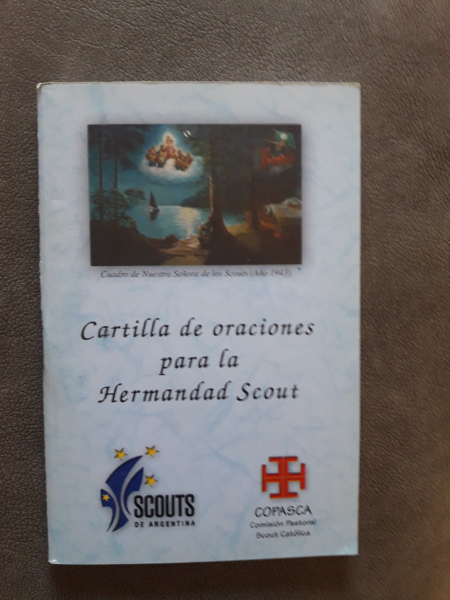 Cuadro de Nuestra Señora de los Scouts (Año 1943)
Cartilla de oraciones
para la
Hermandad Scout
SCOUTS
DE ARGENTINA
COPASCA
Comisión Pastoral
Scout Católica